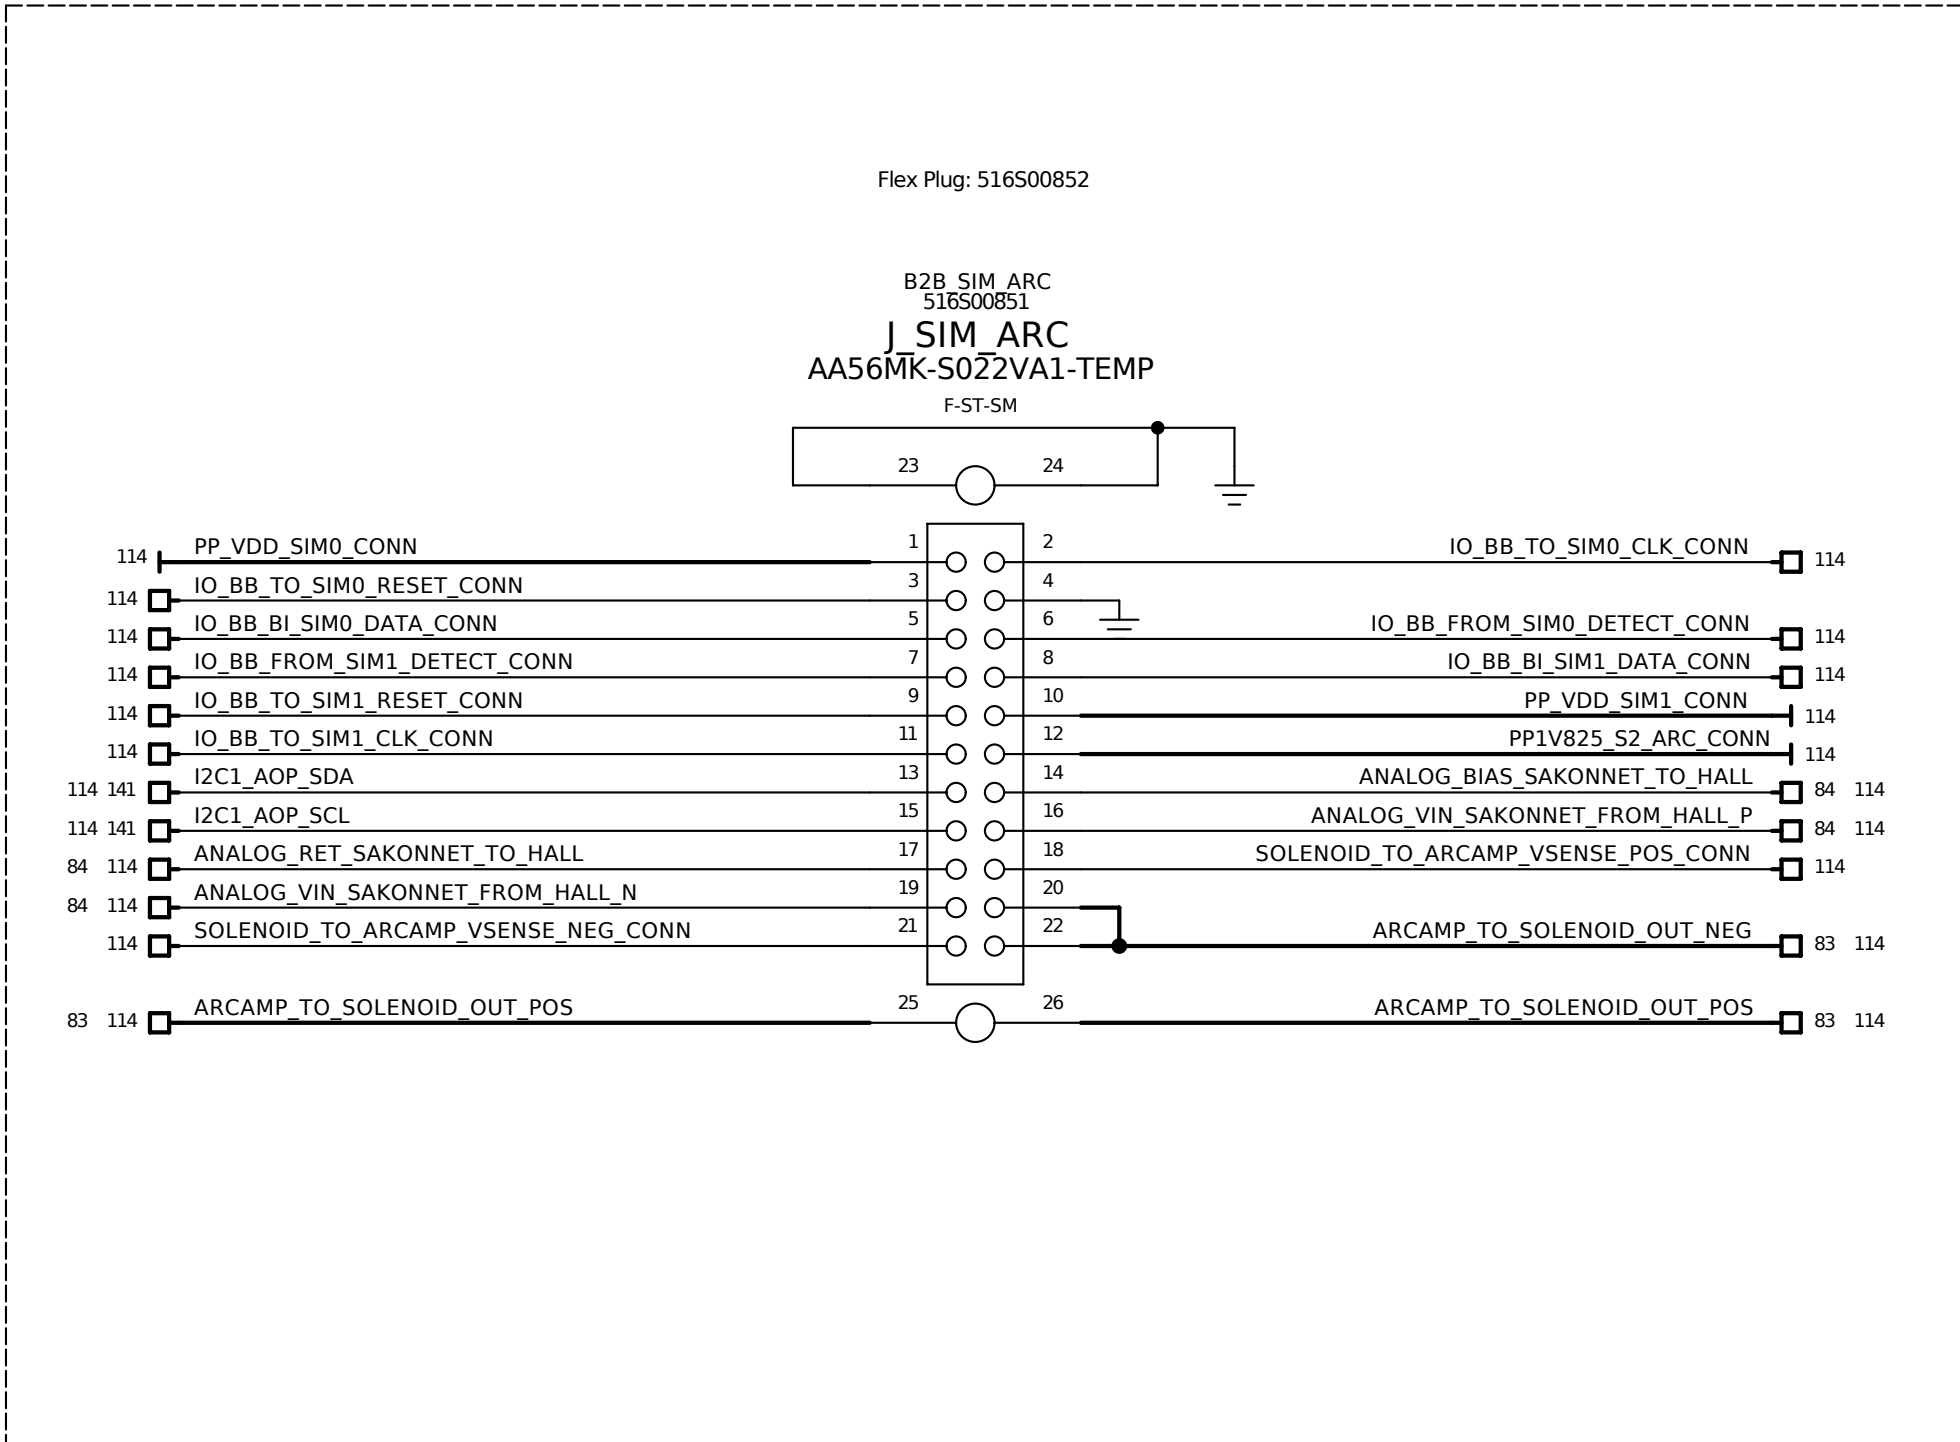 Flex Plug: 516S00852
B2B_SIM_ARC
516S00851
J_SIM_ARC
AA56MK-S022VA1-TEMP
F-ST-SM
23 24
114 PP_VDD_SIM0_CONN 1 2 IO_BB_TO_SIM0_CLK_CONN 114
114 IO_BB_TO_SIM0_RESET_CONN 3 4
114 IO_BB_BI_SIM0_DATA_CONN 5 6 IO_BB_FROM_SIM0_DETECT_CONN 114
114 IO_BB_FROM_SIM1_DETECT_CONN 7 8 IO_BB_BI_SIM1_DATA_CONN 114
114 IO_BB_TO_SIM1_RESET_CONN 9 10 PP_VDD_SIM1_CONN 114
114 IO_BB_TO_SIM1_CLK_CONN 11 12 PP1V825_S2_ARC_CONN 114
114 141 I2C1_AOP_SDA 13 14 ANALOG_BIAS_SAKONNET_TO_HALL 84 114
114 141 I2C1_AOP_SCL 15 16 ANALOG_VIN_SAKONNET_FROM_HALL_P 84 114
84 114 ANALOG_RET_SAKONNET_TO_HALL 17 18 SOLENOID_TO_ARCAMP_VSENSE_POS_CONN 114
84 114 ANALOG_VIN_SAKONNET_FROM_HALL_N 19 20
114 SOLENOID_TO_ARCAMP_VSENSE_NEG_CONN 21 22 ARCAMP_TO_SOLENOID_OUT_NEG 83 114
83 114 ARCAMP_TO_SOLENOID_OUT_POS 25 26 ARCAMP_TO_SOLENOID_OUT_POS 83 114